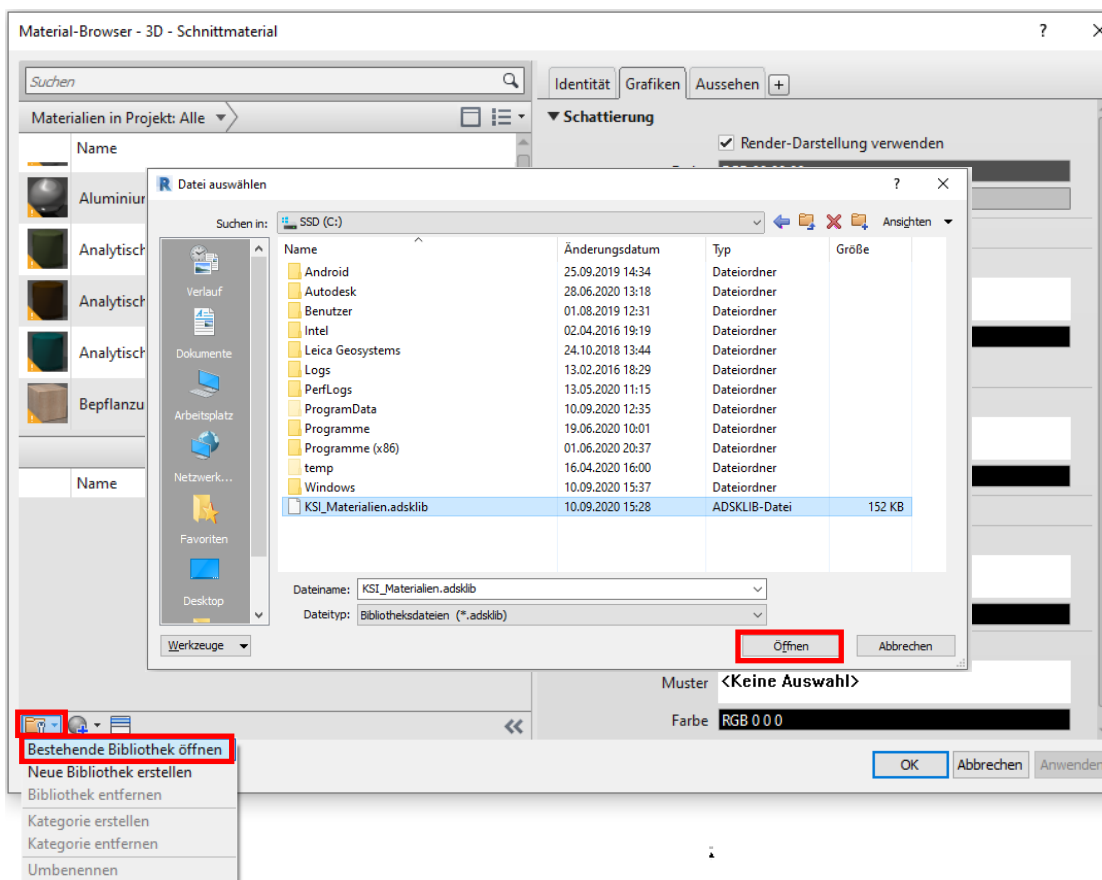 Material-Browser - 3D - Schnittmaterial ?
Suchen
Materialien in Projekt: Alle
Name
Aluminiur
Analytisch
Analytisch
Analytisch
Bepflanzu
Name
Identität Grafiken Aussehen +
Schattierung
Render-Darstellung verwenden
Datei auswählen ?
Suchen in: SSD (C:) Ansichten
Verlauf
Dokumente
Arbeitsplatz
Netzwerk...
Favoriten
Desktop
Name Änderungsdatum Typ Größe
Android 25.09.2019 14:34 Dateiordner
Autodesk 28.06.2020 13:18 Dateiordner
Benutzer 01.08.2019 12:31 Dateiordner
Intel 02.04.2016 19:19 Dateiordner
Leica Geosystems 24.10.2018 13:44 Dateiordner
Logs 13.02.2016 18:29 Dateiordner
PerfLogs 13.05.2020 11:15 Dateiordner
ProgramData 10.09.2020 12:35 Dateiordner
Programme 19.06.2020 10:01 Dateiordner
Programme (x86) 01.06.2020 20:37 Dateiordner
temp 16.04.2020 16:00 Dateiordner
Windows 10.09.2020 15:37 Dateiordner
KSI_Materialien.adsklib 10.09.2020 15:28 ADSKLIB-Datei 152 KB
Dateiname: KSI_Materialien.adsklib
Dateityp: Bibliotheksdateien (*.adsklib)
Werkzeuge Öffnen Abbrechen
Muster <Keine Auswahl>
Farbe RGB 0 0 0
OK Abbrechen Anwenden
Bestehende Bibliothek öffnen
Neue Bibliothek erstellen
Bibliothek entfernen
Kategorie erstellen
Kategorie entfernen
Umbenennen